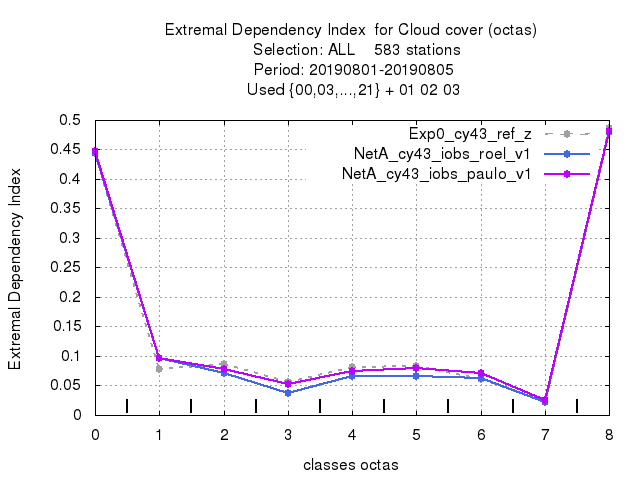 Extremal Dependency Index  for Cloud cover (octas)
Selection: ALL    583 stations
Period: 20190801-20190805
Used {00,03,...,21} + 01 02 03
Exp0_cy43_ref_z
NetA_cy43_iobs_roel_v1
NetA_cy43_iobs_paulo_v1
Extremal Dependency Index
0.5
0.45
0.4
0.35
0.3
0.25
0.2
0.15
0.1
0.05
0
0 1 2 3 4 5 6 7 8
classes octas